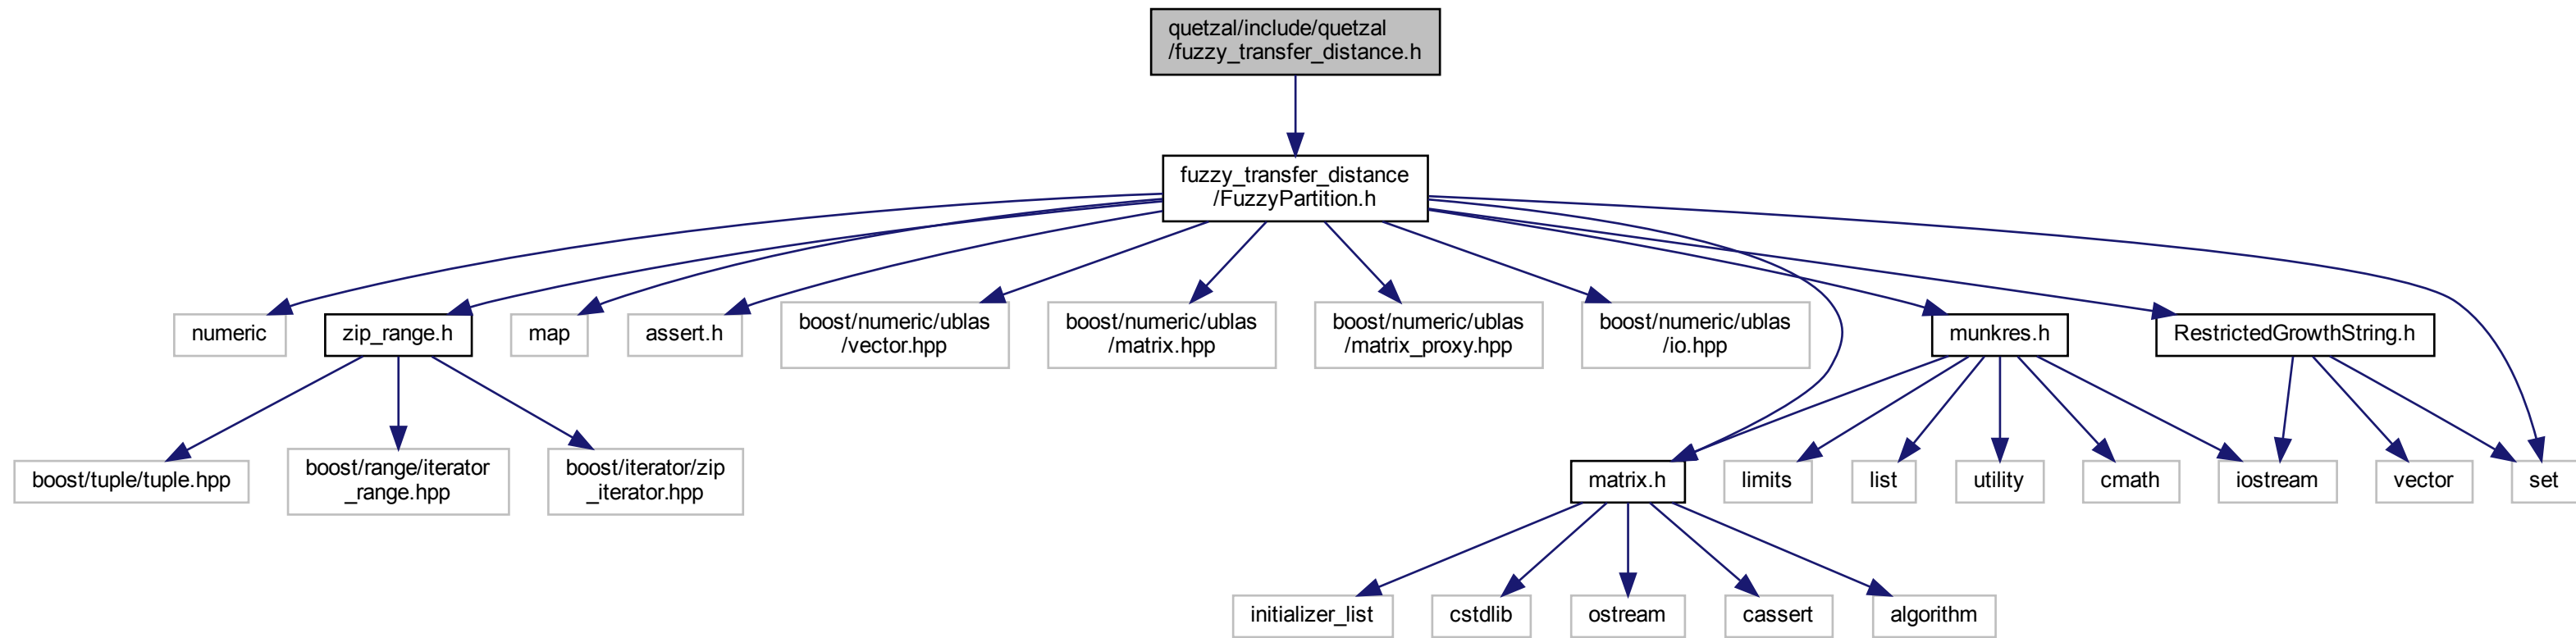 quetzal/include/quetzal
/fuzzy_transfer_distance.h
fuzzy_transfer_distance
/FuzzyPartition.h
numeric
zip_range.h
map
assert.h
boost/numeric/ublas
/vector.hpp
boost/numeric/ublas
/matrix.hpp
boost/numeric/ublas
/matrix_proxy.hpp
boost/numeric/ublas
/io.hpp
munkres.h
RestrictedGrowthString.h
boost/tuple/tuple.hpp
boost/range/iterator
_range.hpp
boost/iterator/zip
_iterator.hpp
matrix.h
limits
list
utility
cmath
iostream
vector
set
initializer_list
cstdlib
ostream
cassert
algorithm